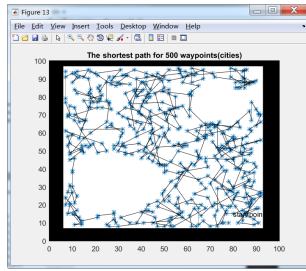 Figure 13
File Edit View Insert Tools Desktop Window Help
The shortest path for 500 waypoints(cities)
100
90
80
70
60
50
40
30
20
10
0
0 10 20 30 40 50 60 70 80 90 100